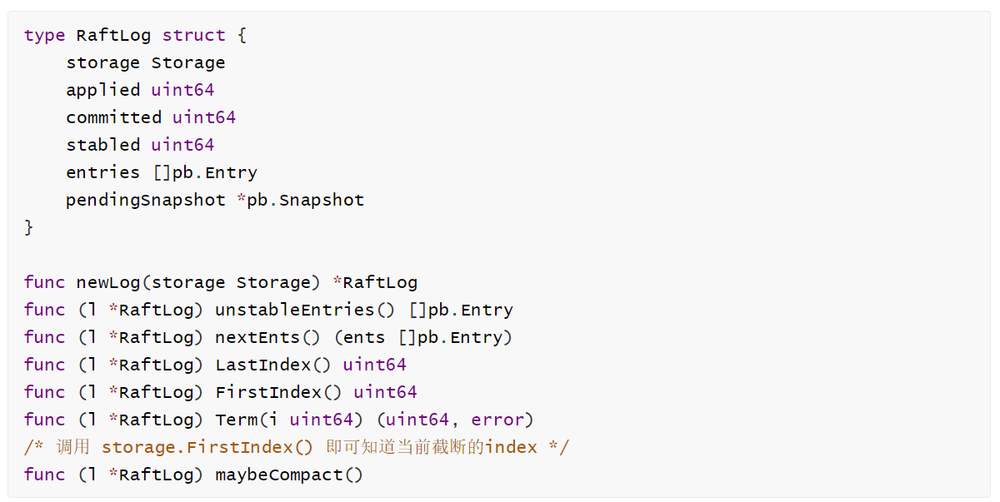 type RaftLog struct {
    storage Storage
    applied uint64
    committed uint64
    stabled uint64
    entries []pb.Entry
    pendingSnapshot *pb.Snapshot
}

func newLog(storage Storage) *RaftLog
func (l *RaftLog) unstableEntries() []pb.Entry
func (l *RaftLog) nextEnts() (ents []pb.Entry)
func (l *RaftLog) LastIndex() uint64
func (l *RaftLog) FirstIndex() uint64
func (l *RaftLog) Term(i uint64) (uint64, error)
/* 调用 storage.FirstIndex() 即可知道当前截断的index */
func (l *RaftLog) maybeCompact()